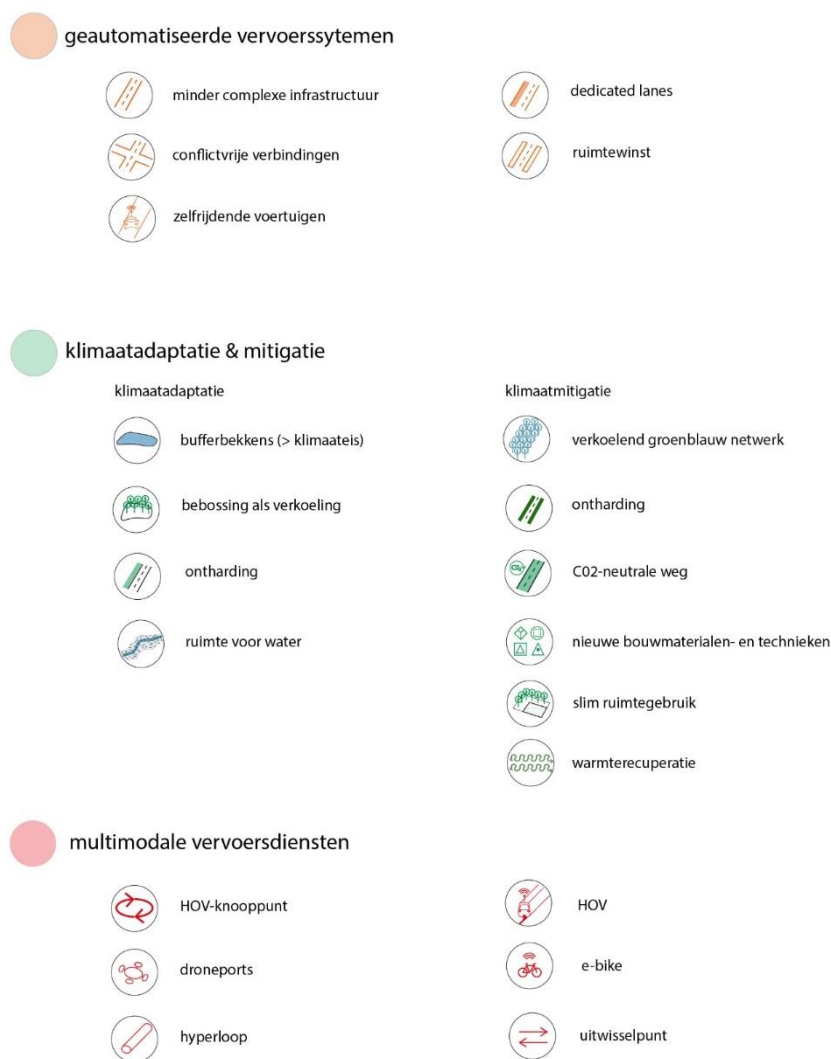 geautomatiseerde vervoerssytemen
minder complexe infrastructuur
conflictvrije verbindingen
zelfrijdende voertuigen
dedicated lanes
ruimtewinst
klimaatadaptatie & mitigatie
klimaatadaptatie
bufferbekkens (> klimaateis)
bebossing als verkoeling
ontharding
ruimte voor water
klimaatmitigatie
verkoelend groenblauw netwerk
ontharding
C02-neutrale weg
nieuwe bouwmaterialen- en technieken
slim ruimtegebruik
warmterecuperatie
multimodale vervoersdiensten
HOV-knooppunt
droneports
hyperloop
HOV
e-bike
uitwisselpunt